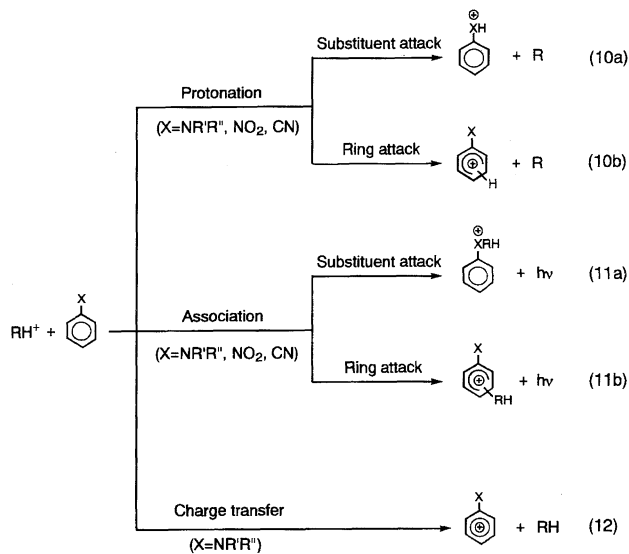 ⊕
XH
Substituent attack + R (10a)
Protonation
(X=NR'R", NO₂, CN)
X
Ring attack ⊕ + R (10b)
H
⊕
XRH
Substituent attack + hν (11a)
X
RH⁺ + Association
(X=NR'R", NO₂, CN)
X
Ring attack ⊕ + hν (11b)
RH
X
Charge transfer ⊕ + RH (12)
(X=NR'R")